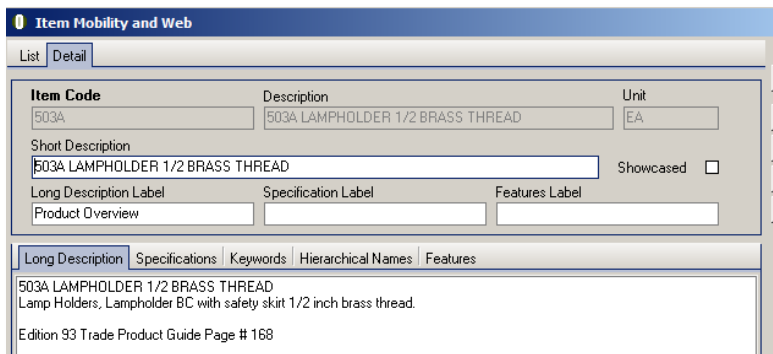 Item Mobility and Web
List Detail
Item Code Description Unit
503A 503A LAMPHOLDER 1/2 BRASS THREAD EA
Short Description
503A LAMPHOLDER 1/2 BRASS THREAD Showcased
Long Description Label Specification Label Features Label
Product Overview
Long Description Specifications Keywords Hierarchical Names Features
503A LAMPHOLDER 1/2 BRASS THREAD
Lamp Holders, Lampholder BC with safety skirt 1/2 inch brass thread.
Edition 93 Trade Product Guide Page # 168